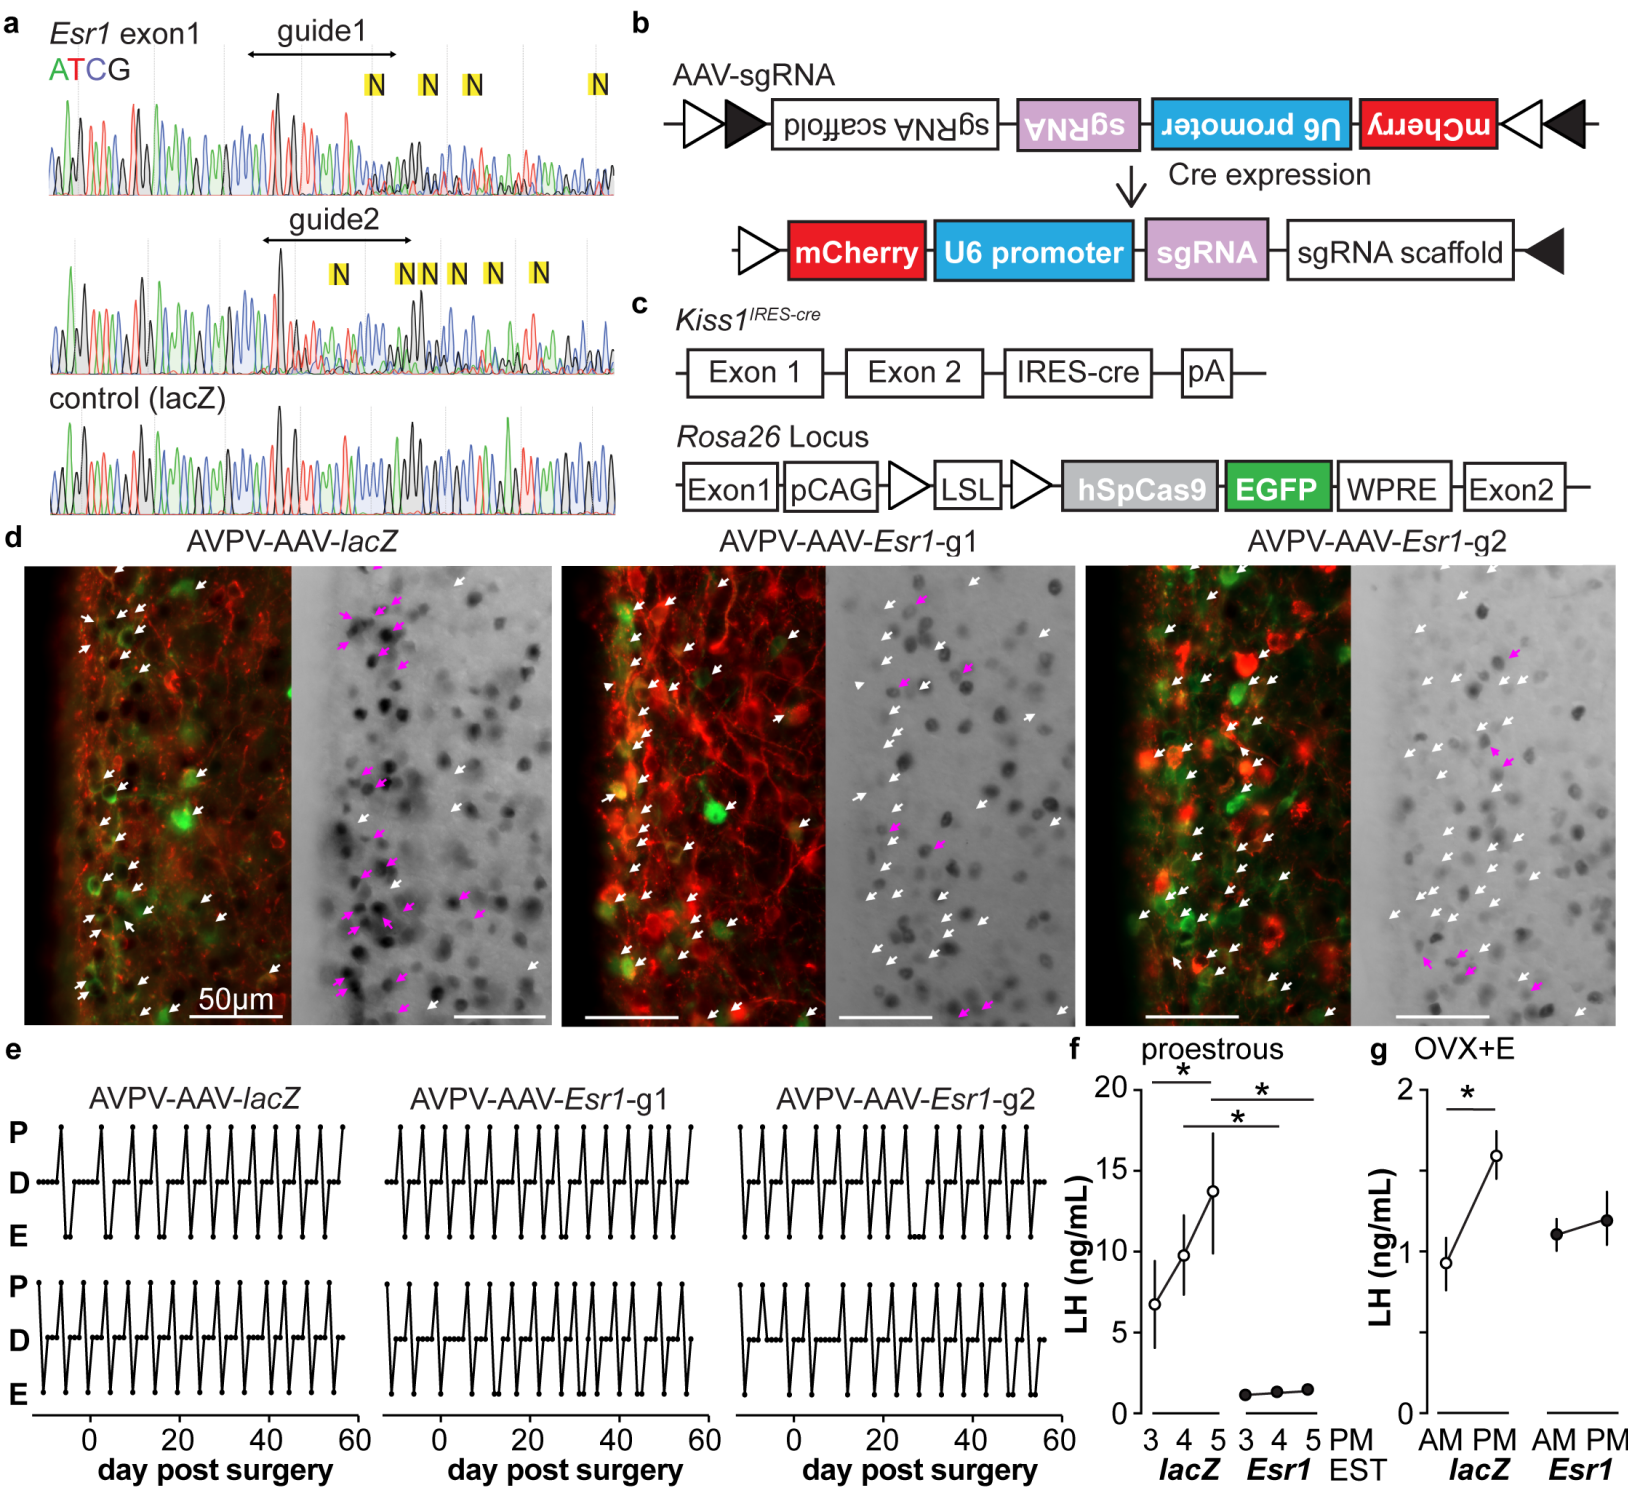 a
Esr1 exon1
ATCG
guide1
N N N N
guide2
N N N N N N
control (lacZ)
b
AAV-sgRNA
sgRNA scaffold sgRNA U6 promoter mCherry
Cre expression
mCherry U6 promoter sgRNA sgRNA scaffold
c
Kiss1IRES-cre
Exon 1 Exon 2 IRES-cre pA
Rosa26 Locus
Exon1 pCAG LSL hSpCas9 EGFP WPRE Exon2
d
AVPV-AAV-lacZ AVPV-AAV-Esr1-g1 AVPV-AAV-Esr1-g2
50µm
e
AVPV-AAV-lacZ AVPV-AAV-Esr1-g1 AVPV-AAV-Esr1-g2
P
D
E
P
D
E
0 20 40 60 0 20 40 60 0 20 40 60
day post surgery day post surgery day post surgery
f
proestrous
* * *
LH (ng/mL)
20
15
10
5
0
3 4 5 3 4 5 PM
lacZ Esr1 EST
g
OVX+E
*
LH (ng/mL)
2
1
0
AM PM AM PM
lacZ Esr1